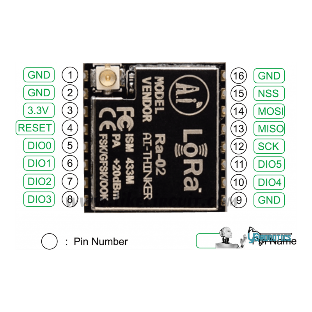 GND 1
GND 2
3.3V 3
RESET 4
DIO0 5
DIO1 6
DIO2 7
DIO3 8
16 GND
15 NSS
14 MOSI
13 MISO
12 SCK
11 DIO5
10 DIO4
9 GND
MODEL Ra-02
VENDOR AI-THINKER
ISM 433M
PA +20dBm
FSK/GFSK/OOK
FC CE
A.i
LoRa
: Pin Number
Name